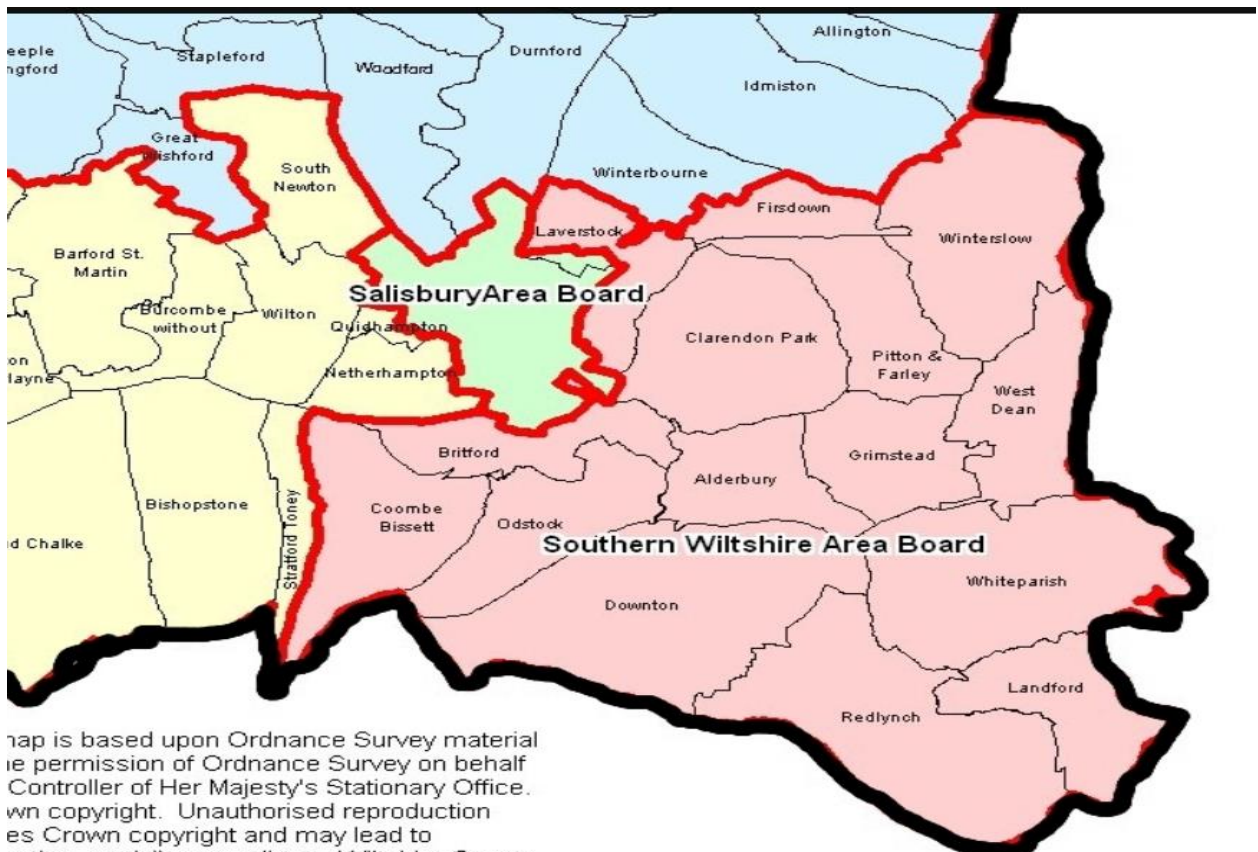 Allington
Durnford
eeple
ngford
Stapleford
Woodford
Idmiston
Great
Wishford
South
Newton
Winterbourne
Firsdown
Laverstock
Winterslow
Barford St.
Martin
Salisbury Area Board
Burcombe
without
Wilton
Quidhampton
Clarendon Park
on
layne
Netherhampton
Pitton &
Farley
West
Dean
Britford
Grimstead
Alderbury
Bishopstone
Stratford Toney
Coombe
Bissett
Odstock
d Chalke
Southern Wiltshire Area Board
Whiteparish
Downton
Landford
Redlynch
nap is based upon Ordnance Survey material
e permission of Ordnance Survey on behalf
Controller of Her Majesty's Stationary Office.
wn copyright. Unauthorised reproduction
es Crown copyright and may lead to